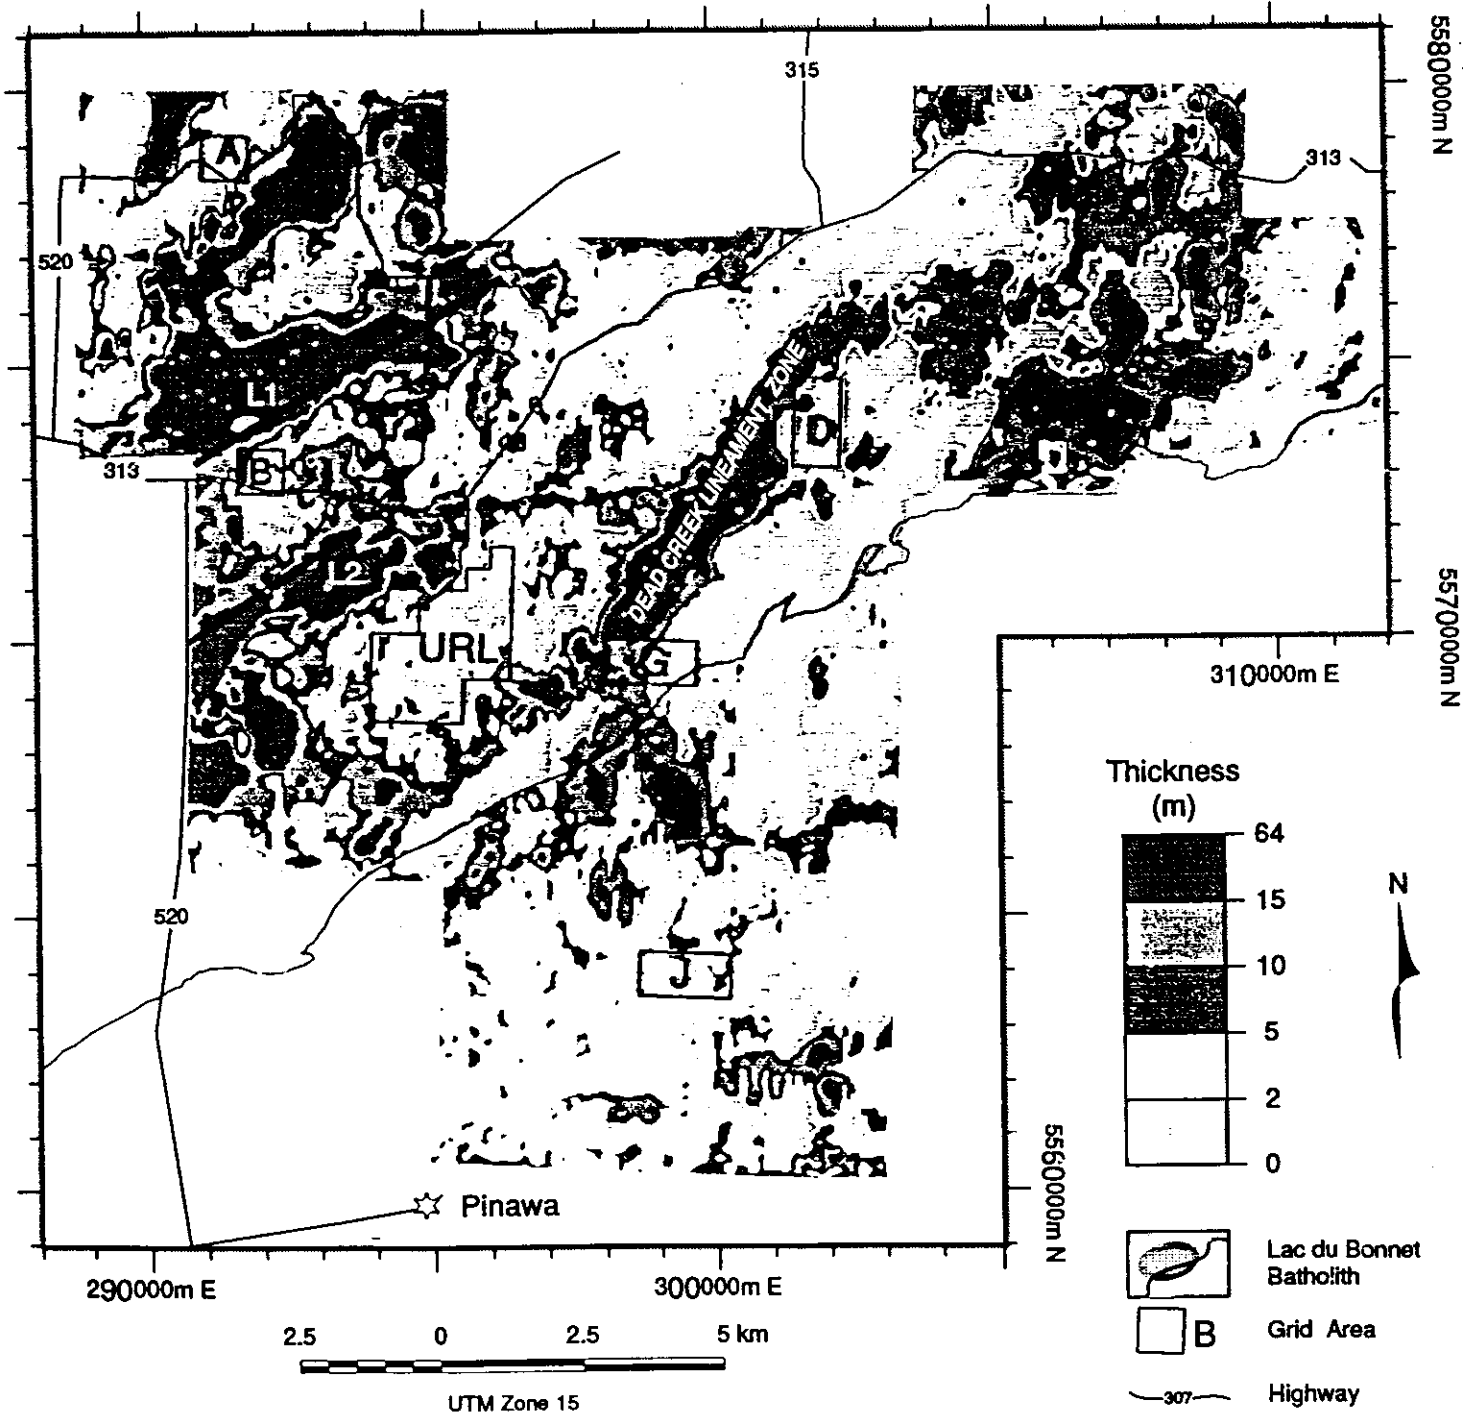 315
5580000m N
313
A
520
L1
DEAD CREEK LINEAMENT ZONE
D
B
313
L2
URL
G
5570000m N
310000m E
Thickness
(m)
64
15
10
5
2
0
N
520
J
5560000m N
Pinawa
290000m E
300000m E
Lac du Bonnet
Batholith
B
Grid Area
307
Highway
2.5
0
2.5
5 km
UTM Zone 15